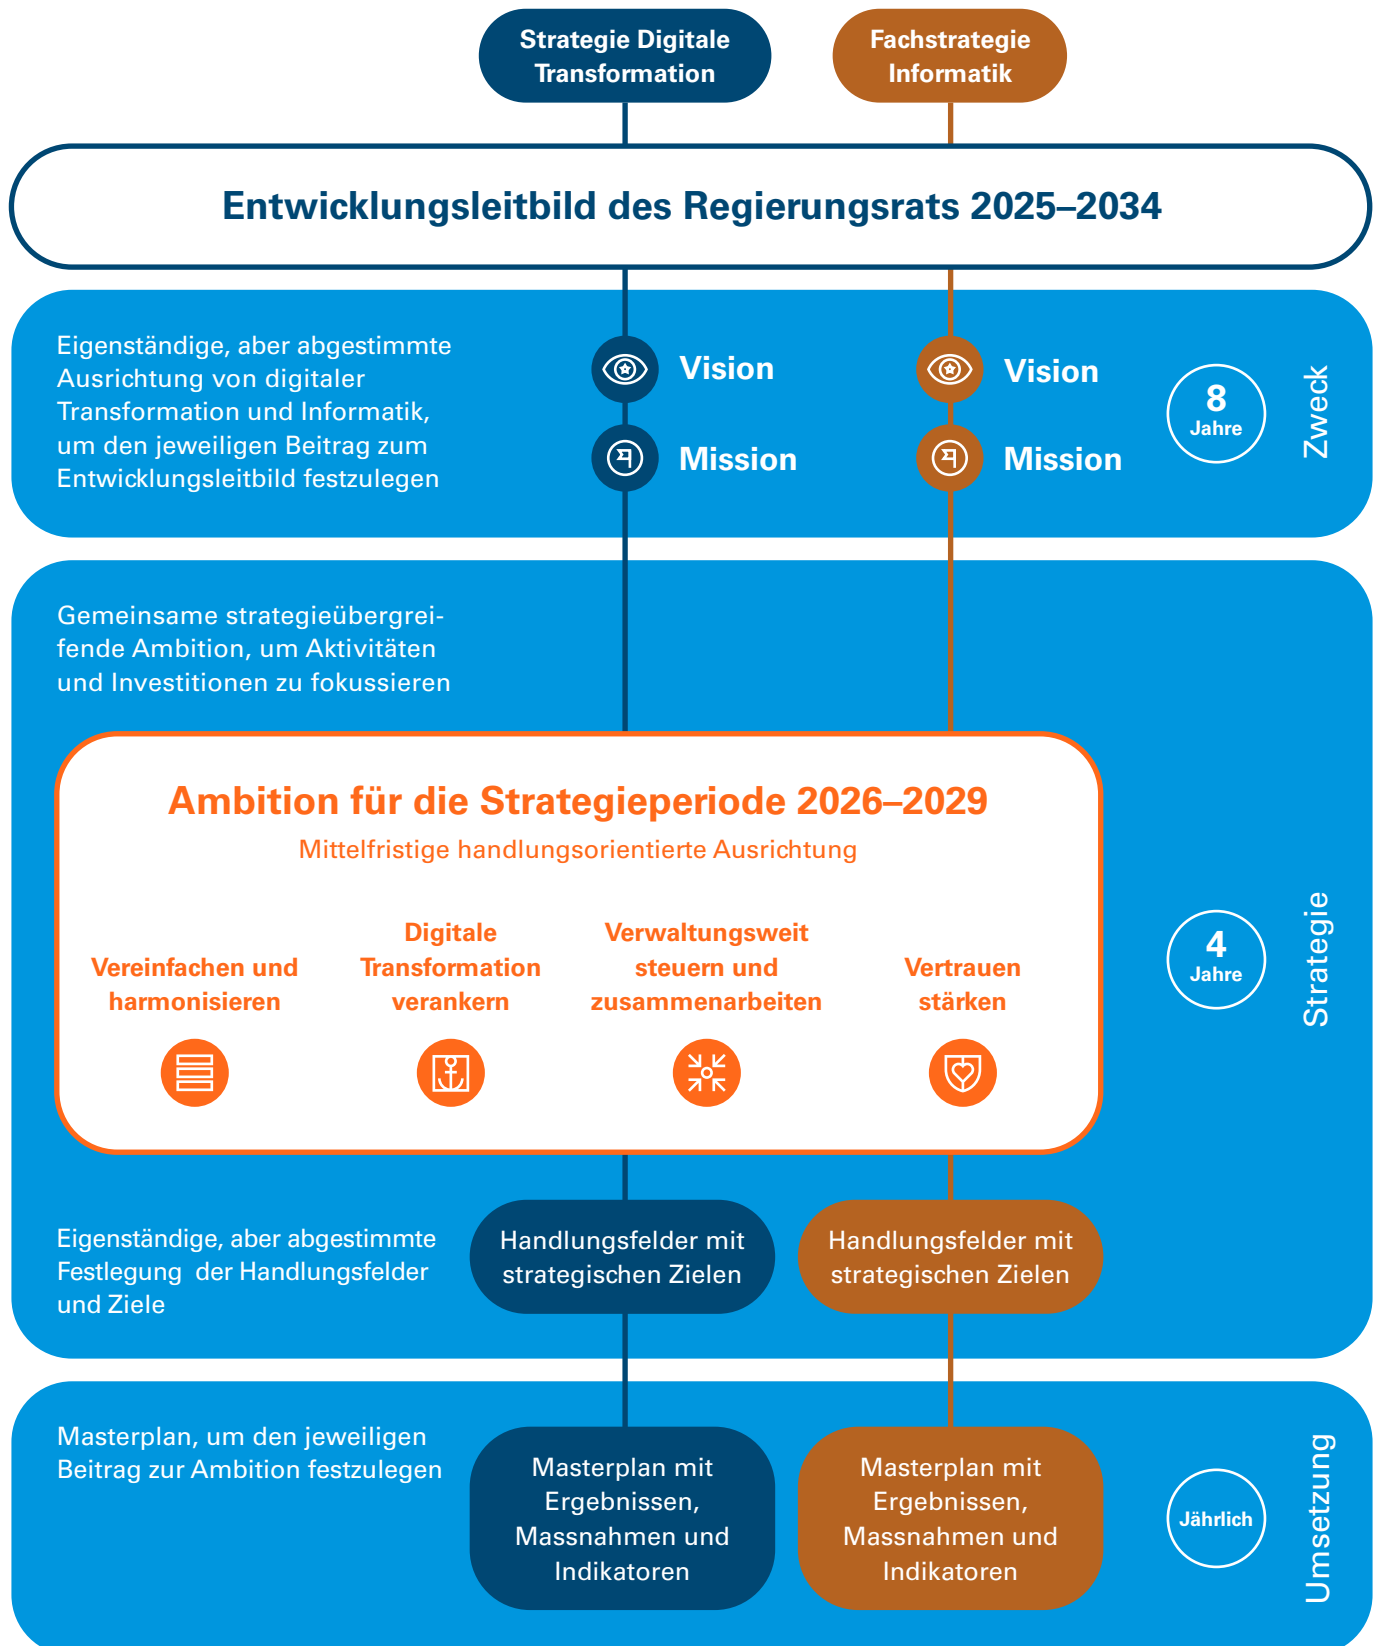 Strategie Digitale
Transformation
Fachstrategie
Informatik
Entwicklungsleitbild des Regierungsrats 2025–2034
Eigenständige, aber abgestimmte
Ausrichtung von digitaler
Transformation und Informatik,
um den jeweiligen Beitrag zum
Entwicklungsleitbild festzulegen
Vision
Mission
Vision
Mission
8
Jahre
Zweck
Gemeinsame strategieübergrei-
fende Ambition, um Aktivitäten
und Investitionen zu fokussieren
Ambition für die Strategieperiode 2026–2029
Mittelfristige handlungsorientierte Ausrichtung
Vereinfachen und
harmonisieren
Digitale
Transformation
verankern
Verwaltungsweit
steuern und
zusammenarbeiten
Vertrauen
stärken
4
Jahre
Strategie
Eigenständige, aber abgestimmte
Festlegung der Handlungsfelder
und Ziele
Handlungsfelder mit
strategischen Zielen
Handlungsfelder mit
strategischen Zielen
Masterplan, um den jeweiligen
Beitrag zur Ambition festzulegen
Masterplan mit
Ergebnissen,
Massnahmen und
Indikatoren
Masterplan mit
Ergebnissen,
Massnahmen und
Indikatoren
Jährlich
Umsetzung